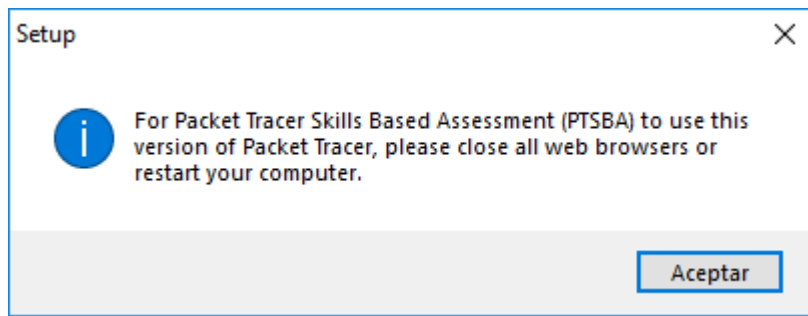 Setup
For Packet Tracer Skills Based Assessment (PTSBA) to use this
version of Packet Tracer, please close all web browsers or
restart your computer.
Aceptar